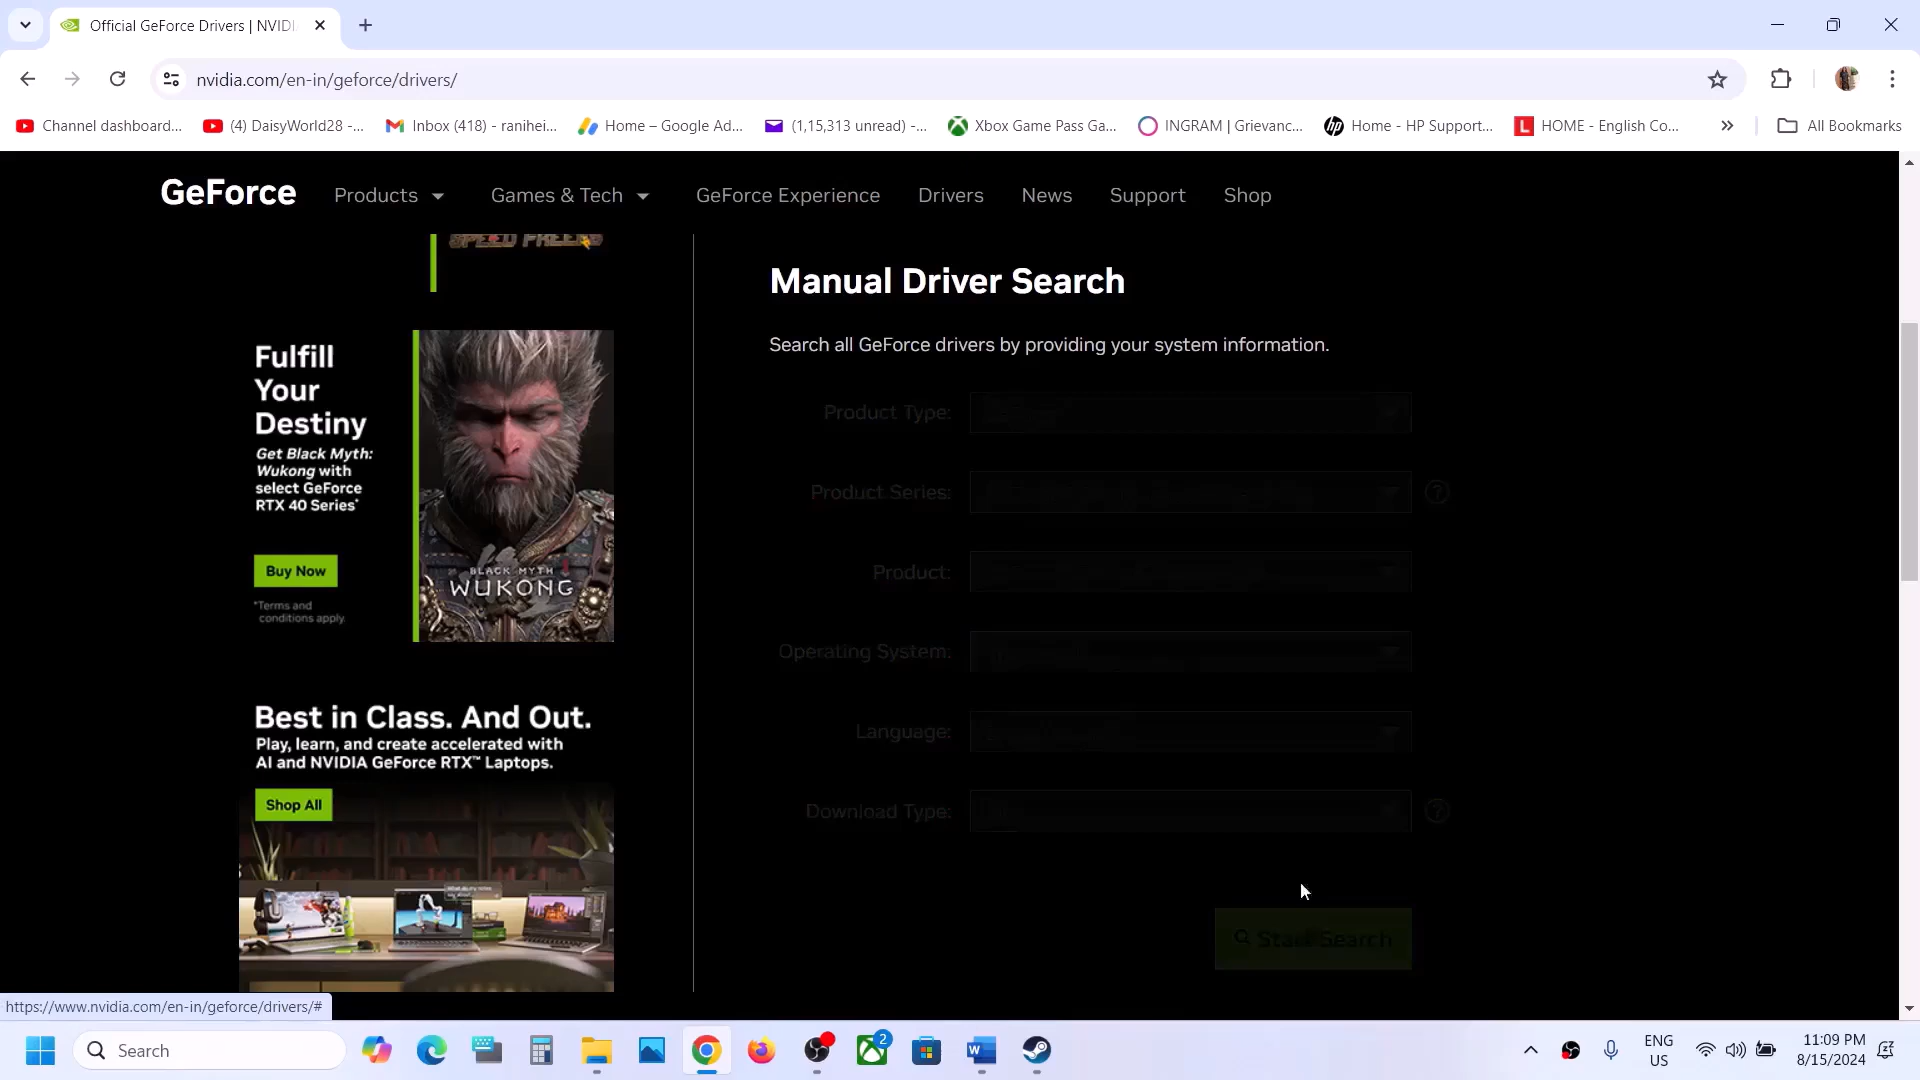 Official GeForce Drivers | NVIDI
nvidia.com/en-in/geforce/drivers/
Channel dashboard...
(4) DaisyWorld28 -...
Inbox (418) - ranihei...
Home – Google Ad...
(1,15,313 unread) -...
Xbox Game Pass Ga...
INGRAM | Grievanc...
Home - HP Support...
HOME - English Co...
All Bookmarks
GeForce
Products
Games & Tech
GeForce Experience
Drivers
News
Support
Shop
SPEED FREEKS
Fulfill
Your
Destiny
Get Black Myth:
Wukong with
select GeForce
RTX 40 Series*
Buy Now
*Terms and
conditions apply.
BLACK MYTH
WUKONG
Best in Class. And Out.
Play, learn, and create accelerated with
AI and NVIDIA GeForce RTX™ Laptops.
Shop All
Manual Driver Search
Search all GeForce drivers by providing your system information.
Product Type:
Product Series:
Product:
Operating System:
Language:
Download Type:
Start Search
https://www.nvidia.com/en-in/geforce/drivers/#
Search
2
ENG
US
11:09 PM
8/15/2024